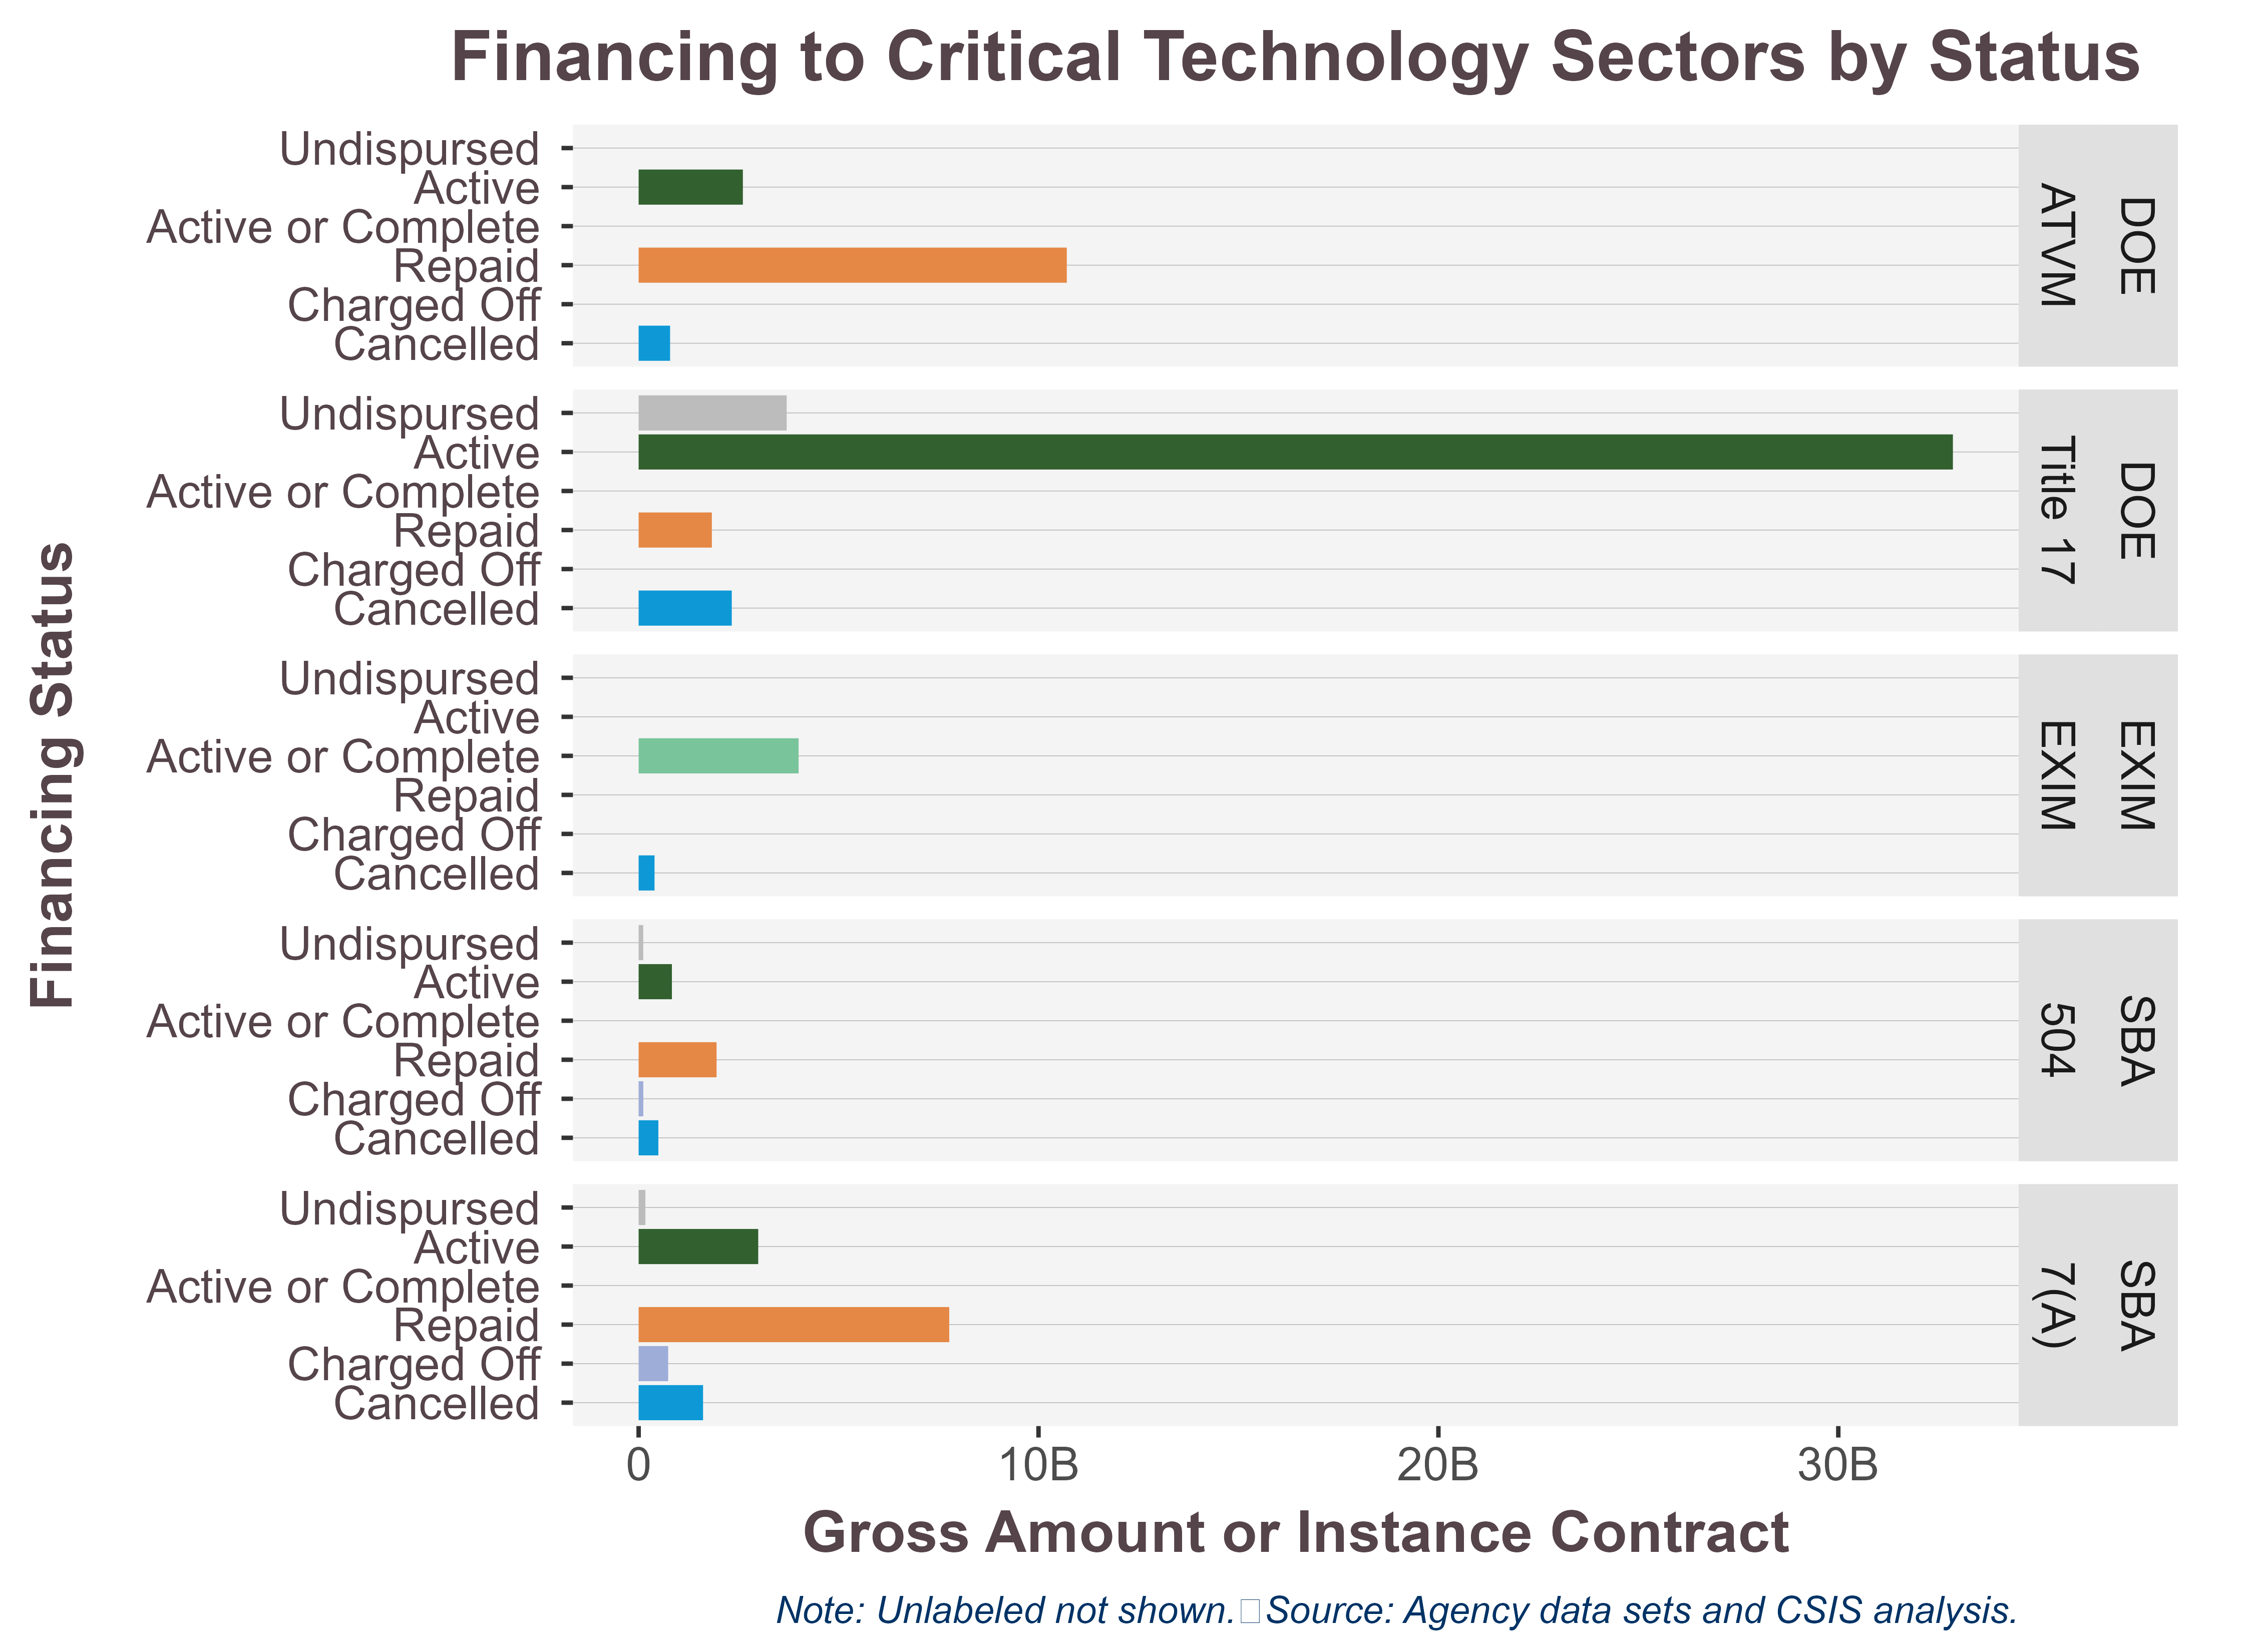 Financing to Critical Technology Sectors by Status
Financing Status
Undispursed
Active
Active or Complete
Repaid
Charged Off
Cancelled
ATVM
DOE
Undispursed
Active
Active or Complete
Repaid
Charged Off
Cancelled
Title 17
DOE
Undispursed
Active
Active or Complete
Repaid
Charged Off
Cancelled
EXIM
EXIM
Undispursed
Active
Active or Complete
Repaid
Charged Off
Cancelled
504
SBA
Undispursed
Active
Active or Complete
Repaid
Charged Off
Cancelled
7(A)
SBA
0 10B 20B 30B
Gross Amount or Instance Contract
Note: Unlabeled not shown. Source: Agency data sets and CSIS analysis.